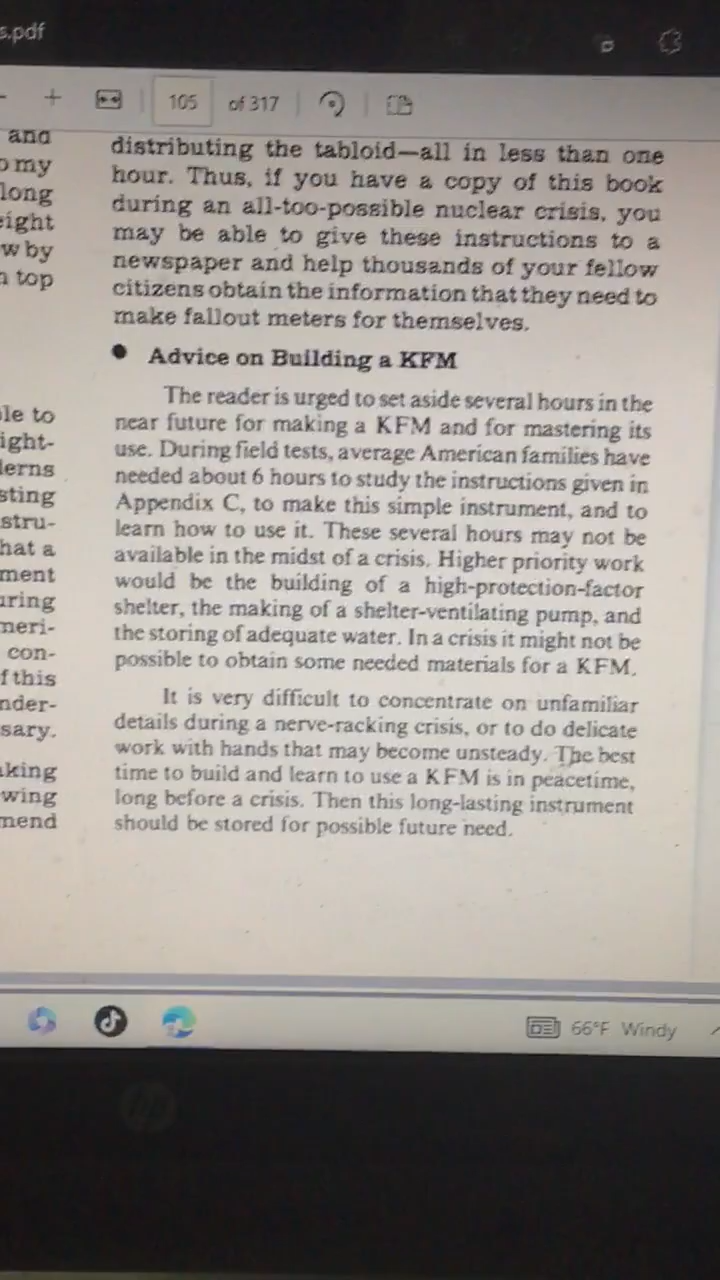 s.pdf
105 of 317
and
o my
long
eight
w by
n top
le to
ight-
lerns
sting
stru-
hat a
ment
uring
meri-
con-
f this
nder-
sary.
aking
wing
mend
distributing the tabloid—all in less than one
hour. Thus, if you have a copy of this book
during an all-too-possible nuclear crisis, you
may be able to give these instructions to a
newspaper and help thousands of your fellow
citizens obtain the information that they need to
make fallout meters for themselves.
● Advice on Building a KFM
The reader is urged to set aside several hours in the
near future for making a KFM and for mastering its
use. During field tests, average American families have
needed about 6 hours to study the instructions given in
Appendix C, to make this simple instrument, and to
learn how to use it. These several hours may not be
available in the midst of a crisis. Higher priority work
would be the building of a high-protection-factor
shelter, the making of a shelter-ventilating pump, and
the storing of adequate water. In a crisis it might not be
possible to obtain some needed materials for a KFM.
It is very difficult to concentrate on unfamiliar
details during a nerve-racking crisis, or to do delicate
work with hands that may become unsteady. The best
time to build and learn to use a KFM is in peacetime,
long before a crisis. Then this long-lasting instrument
should be stored for possible future need.
66°F Windy
hp